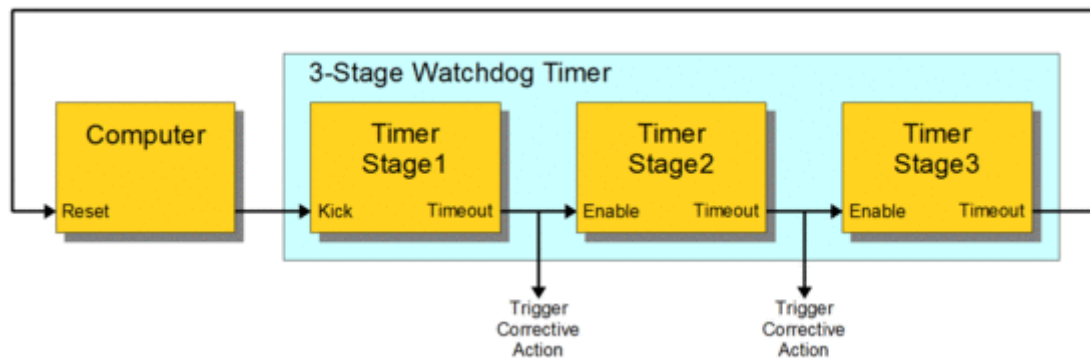 3-Stage Watchdog Timer
Computer
Reset
Timer
Stage1
Kick
Timeout
Timer
Stage2
Enable
Timeout
Timer
Stage3
Enable
Timeout
Trigger
Corrective
Action
Trigger
Corrective
Action